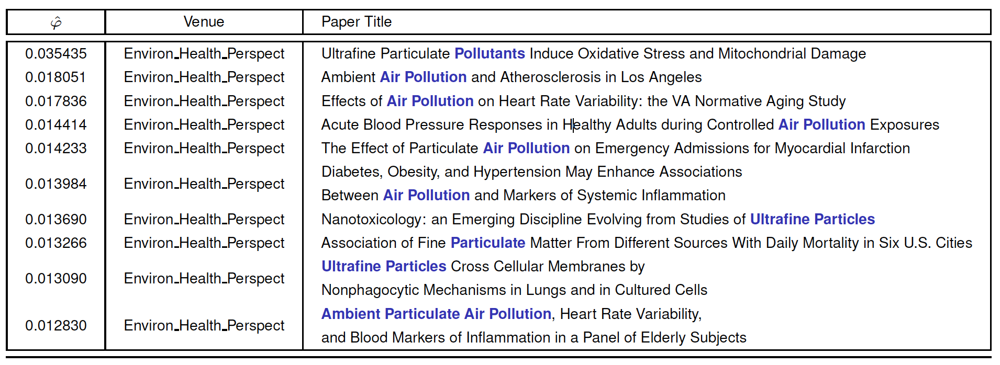 φ̂ Venue Paper Title
0.035435 Environ_Health_Perspect Ultrafine Particulate Pollutants Induce Oxidative Stress and Mitochondrial Damage
0.018051 Environ_Health_Perspect Ambient Air Pollution and Atherosclerosis in Los Angeles
0.017836 Environ_Health_Perspect Effects of Air Pollution on Heart Rate Variability: the VA Normative Aging Study
0.014414 Environ_Health_Perspect Acute Blood Pressure Responses in Healthy Adults during Controlled Air Pollution Exposures
0.014233 Environ_Health_Perspect The Effect of Particulate Air Pollution on Emergency Admissions for Myocardial Infarction
0.013984 Environ_Health_Perspect Diabetes, Obesity, and Hypertension May Enhance Associations
Between Air Pollution and Markers of Systemic Inflammation
0.013690 Environ_Health_Perspect Nanotoxicology: an Emerging Discipline Evolving from Studies of Ultrafine Particles
0.013266 Environ_Health_Perspect Association of Fine Particulate Matter From Different Sources With Daily Mortality in Six U.S. Cities
0.013090 Environ_Health_Perspect Ultrafine Particles Cross Cellular Membranes by
Nonphagocytic Mechanisms in Lungs and in Cultured Cells
0.012830 Environ_Health_Perspect Ambient Particulate Air Pollution, Heart Rate Variability,
and Blood Markers of Inflammation in a Panel of Elderly Subjects